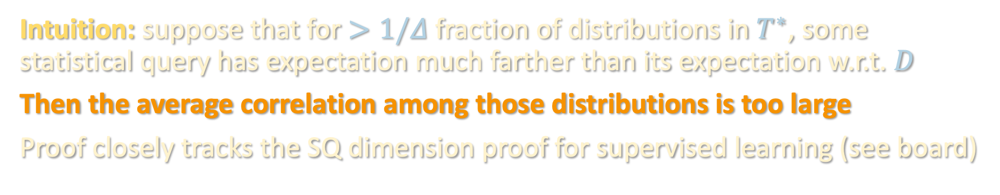 Intuition: suppose that for > 1/Δ fraction of distributions in T*, some
statistical query has expectation much farther than its expectation w.r.t. D
Then the average correlation among those distributions is too large
Proof closely tracks the SQ dimension proof for supervised learning (see board)